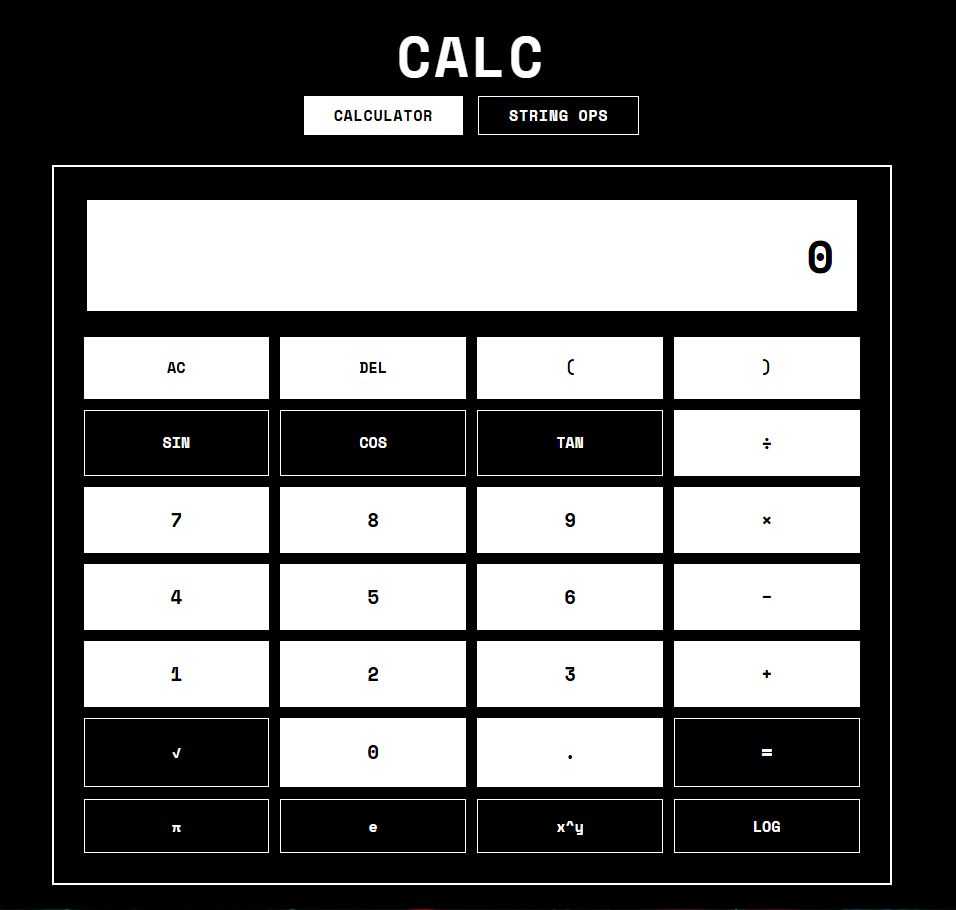 CALC
CALCULATOR STRING OPS
0
AC DEL ( )
SIN COS TAN ÷
7 8 9 ×
4 5 6 −
1 2 3 +
√ 0 . =
π e x^y LOG